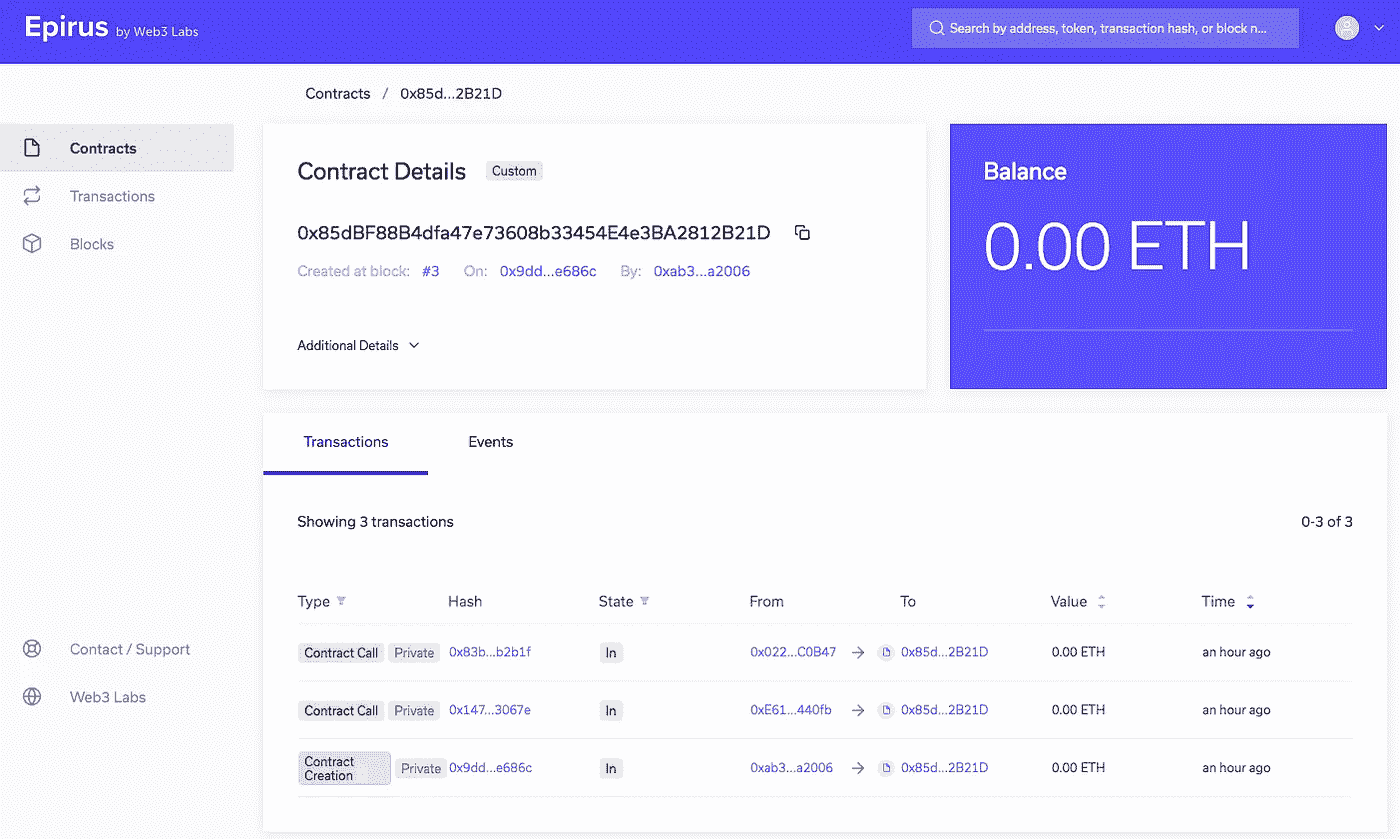 Epirus by Web3 Labs
Search by address, token, transaction hash, or block n...
Contracts / 0x85d...2B21D
Contracts
Transactions
Blocks
Contact / Support
Web3 Labs
Contract Details Custom
0x85dBF88B4dfa47e73608b33454E4e3BA2812B21D
Created at block: #3 On: 0x9dd...e686c By: 0xab3...a2006
Additional Details
Balance
0.00 ETH
Transactions Events
Showing 3 transactions 0-3 of 3
Type Hash State From To Value Time
Contract Call Private 0x83b...b2b1f In 0x022...C0B47 0x85d...2B21D 0.00 ETH an hour ago
Contract Call Private 0x147...3067e In 0xE61...440fb 0x85d...2B21D 0.00 ETH an hour ago
Contract
Creation Private 0x9dd...e686c In 0xab3...a2006 0x85d...2B21D 0.00 ETH an hour ago